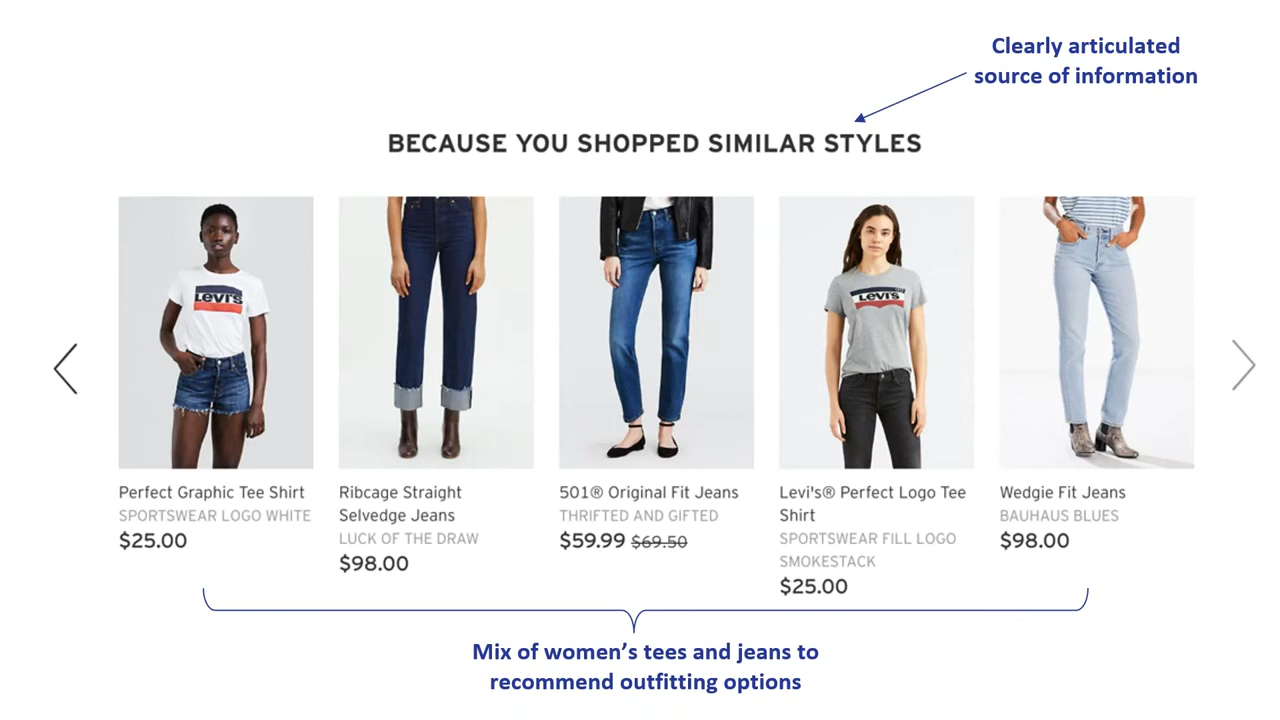 Clearly articulated
source of information
BECAUSE YOU SHOPPED SIMILAR STYLES
Levi's
Levi's
Perfect Graphic Tee Shirt
SPORTSWEAR LOGO WHITE
$25.00
Ribcage Straight
Selvedge Jeans
LUCK OF THE DRAW
$98.00
501® Original Fit Jeans
THRIFTED AND GIFTED
$59.99 $69.50
Levi's® Perfect Logo Tee
Shirt
SPORTSWEAR FILL LOGO
SMOKESTACK
$25.00
Wedgie Fit Jeans
BAUHAUS BLUES
$98.00
Mix of women’s tees and jeans to
recommend outfitting options